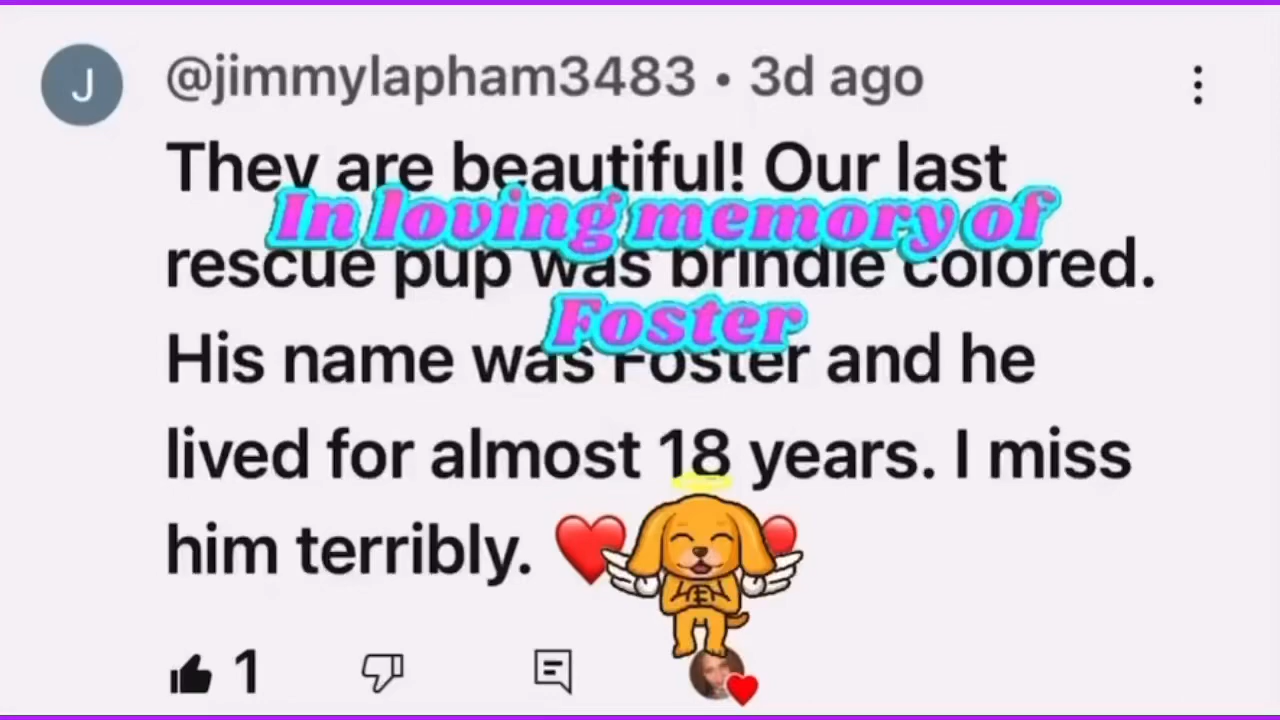 J
@jimmylapham3483 • 3d ago
They are beautiful! Our last
In loving memory of
rescue pup was brindle colored.
Foster
His name was Foster and he
lived for almost 18 years. I miss
him terribly.
1